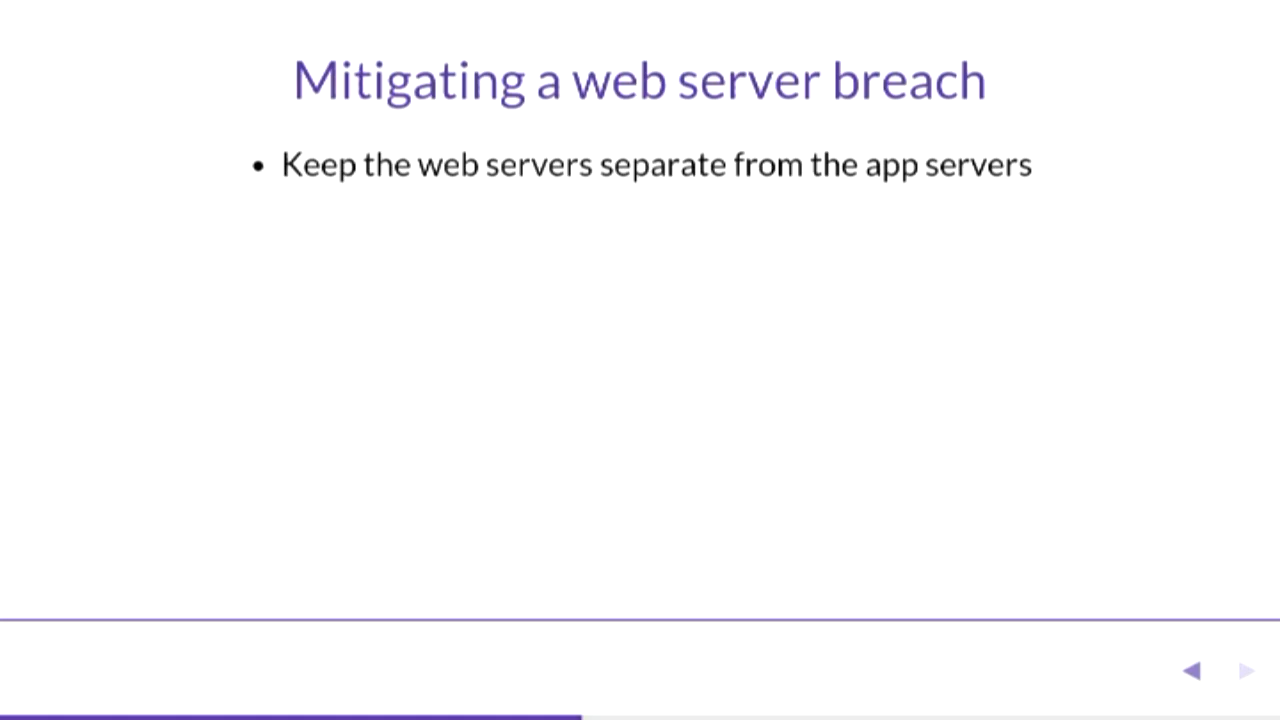 Mitigating a web server breach
• Keep the web servers separate from the app servers